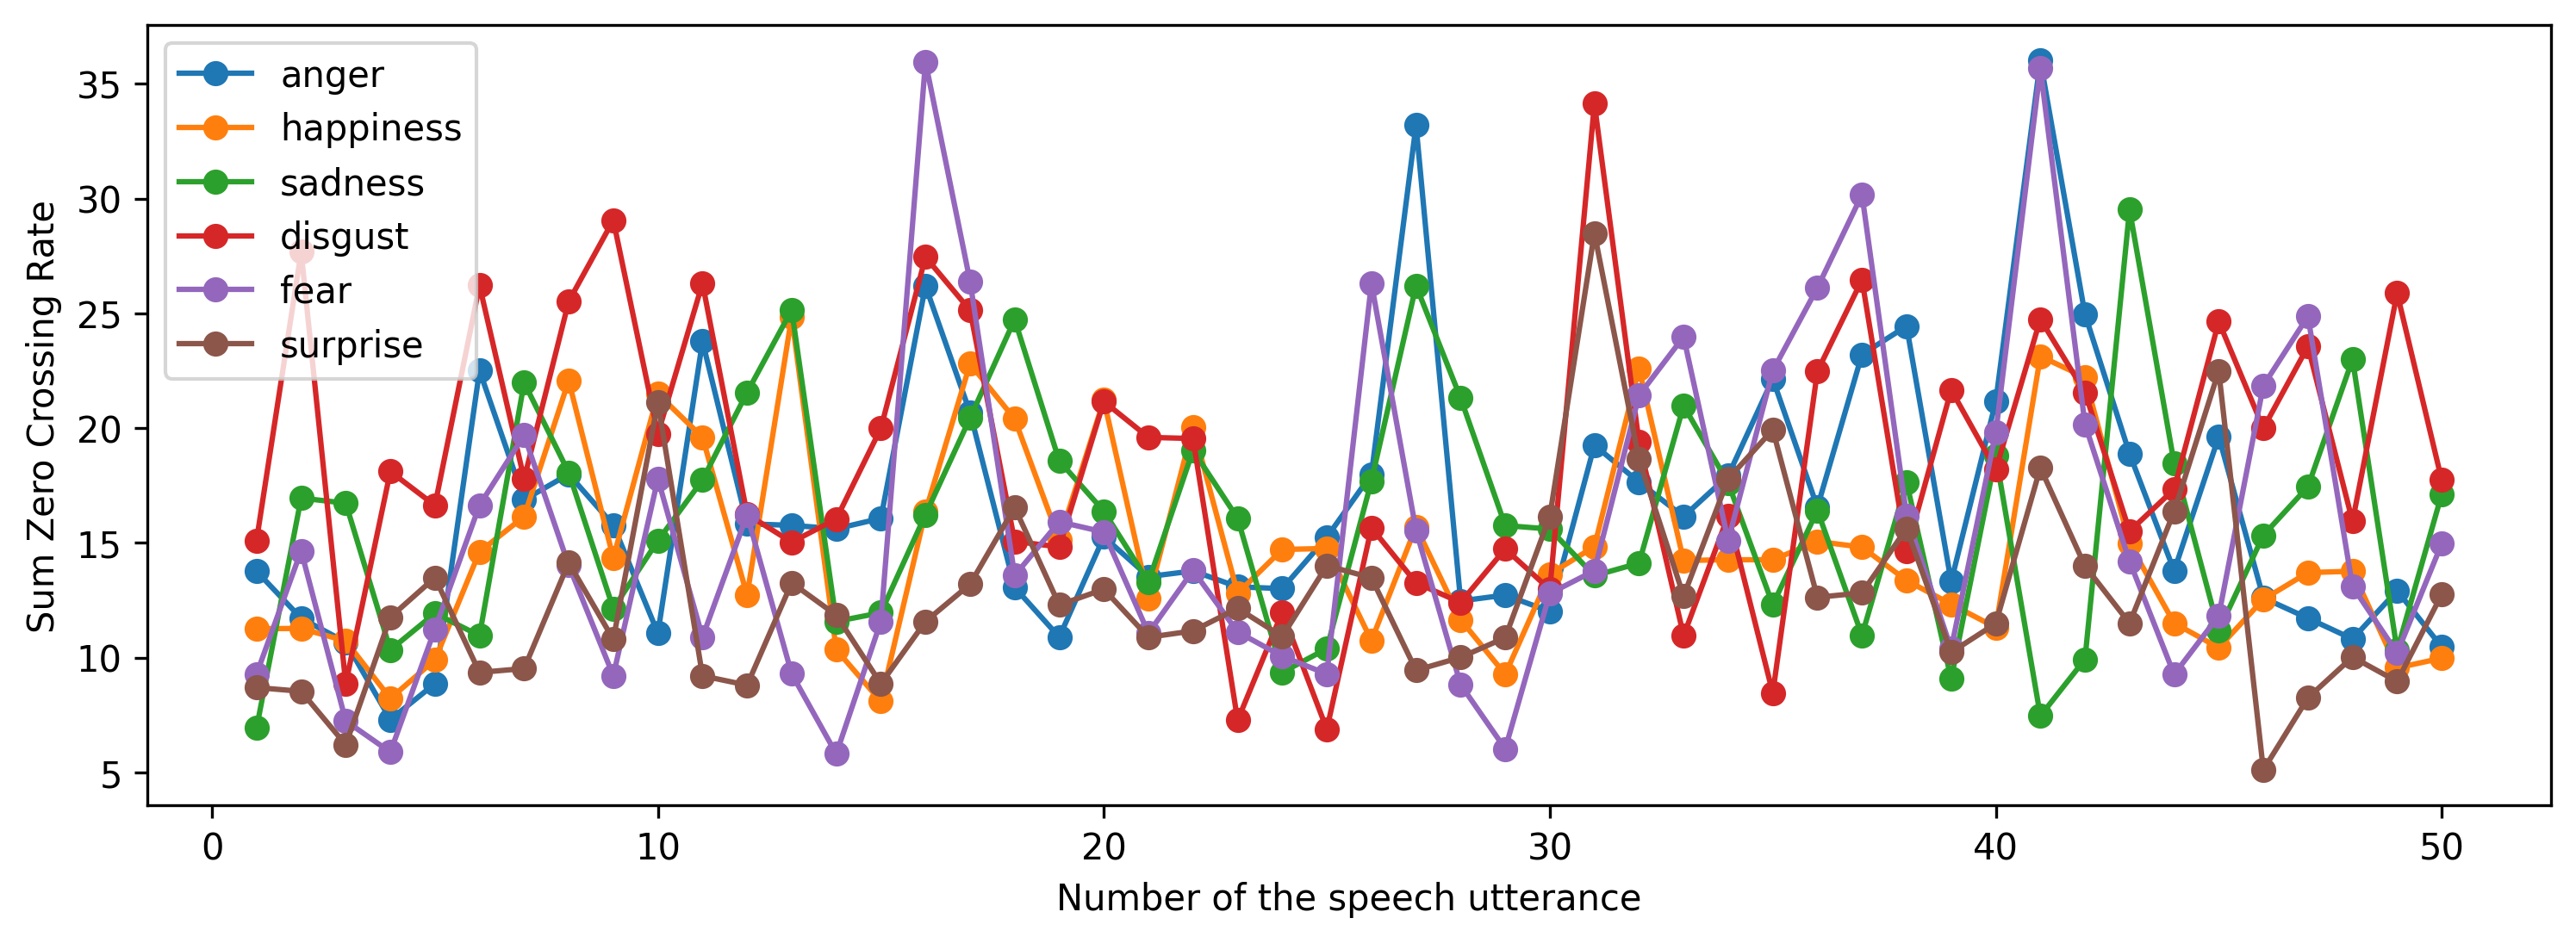 anger
happiness
sadness
disgust
fear
surprise
Sum Zero Crossing Rate
35
30
25
20
15
10
5
0 10 20 30 40 50
Number of the speech utterance